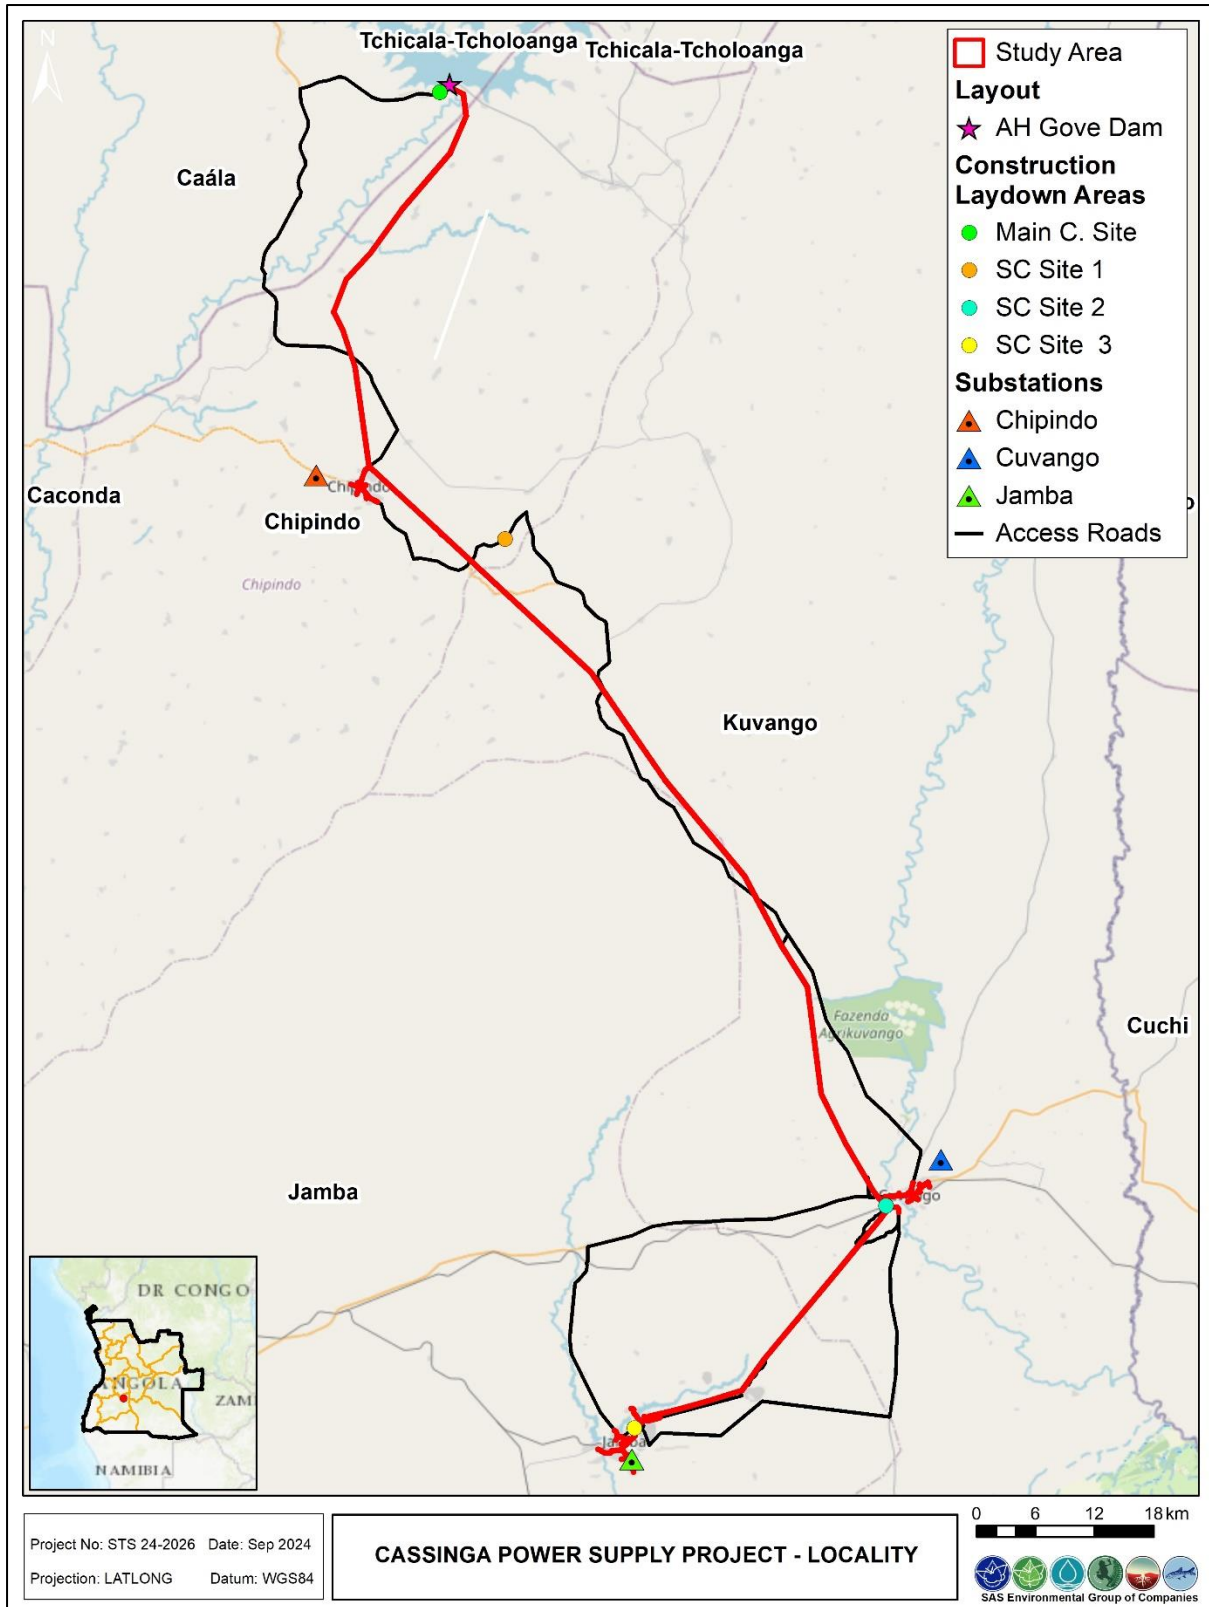 N
Tchicala-Tcholoanga
Tchicala-Tcholoanga
Caála
Caconda
Chipindo
Chipindo
Chipindo
Kuvango
Fazenda
Agrikuvango
Cuchi
Jamba
Study Area
Layout
AH Gove Dam
Construction
Laydown Areas
Main C. Site
SC Site 1
SC Site 2
SC Site 3
Substations
Chipindo
Cuvango
Jamba
Access Roads
DR CONGO
ANGOLA
ZAM
NAMIBIA
Project No: STS 24-2026 Date: Sep 2024
Projection: LATLONG Datum: WGS84
CASSINGA POWER SUPPLY PROJECT - LOCALITY
0 6 12 18 km
SAS Environmental Group of Companies